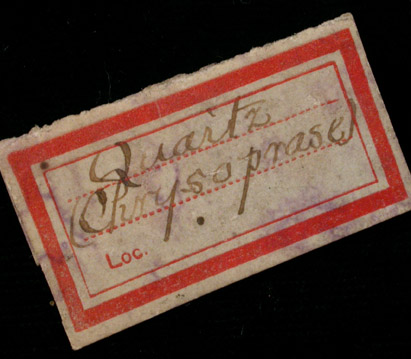 Quartz
(Chrysoprase)
Loc.